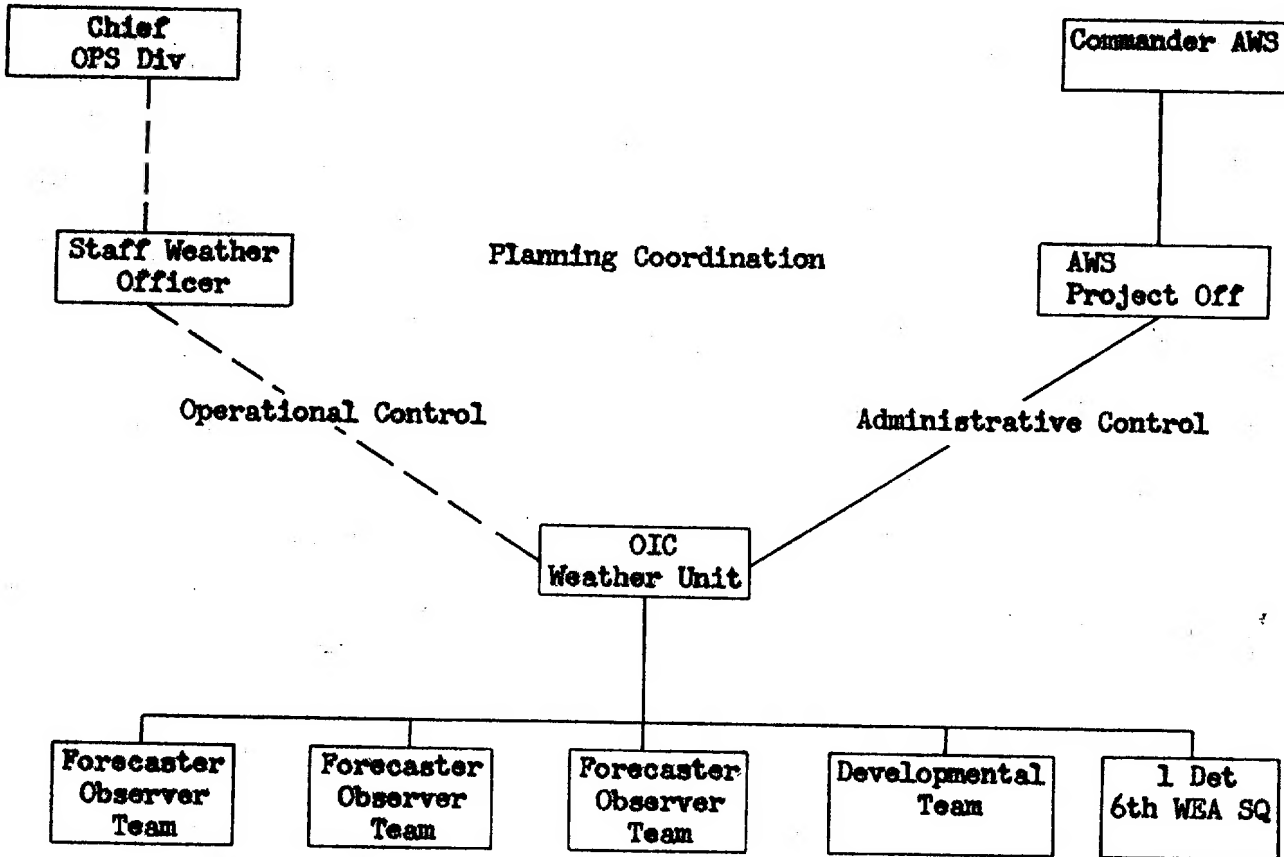 Chief
OPS Div
Commander AWS
Staff Weather
Officer
Planning Coordination
AWS
Project Off
Operational Control
Administrative Control
OIC
Weather Unit
Forecaster
Observer
Team
Forecaster
Observer
Team
Forecaster
Observer
Team
Developmental
Team
1 Det
6th WEA SQ